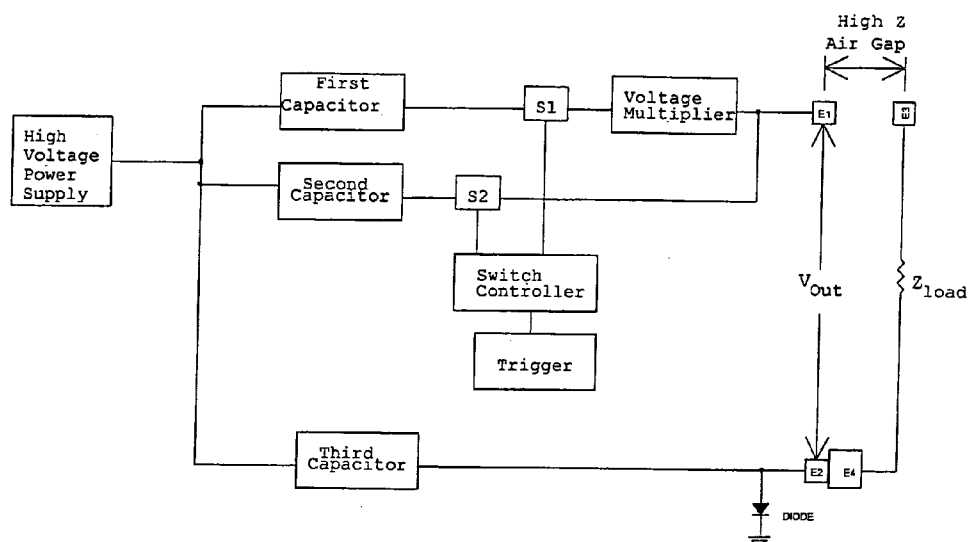 High Z
Air Gap
First
Capacitor
S1
Voltage
Multiplier
E1
E3
High
Voltage
Power
Supply
Second
Capacitor
S2
Switch
Controller
VOut
Zload
Trigger
Third
Capacitor
E2
E4
DIODE